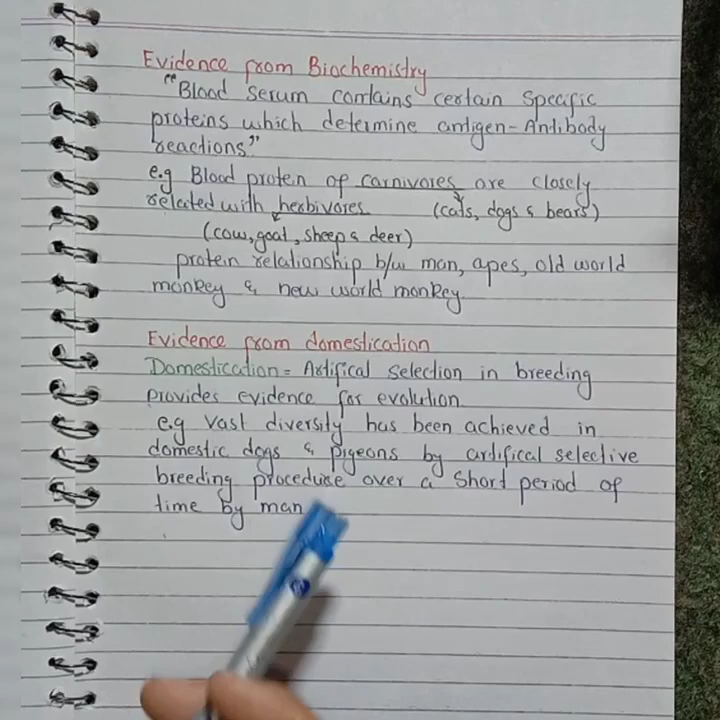 Evidence from Biochemistry
"Blood serum contains certain specific
proteins which determine antigen-Antibody
reactions"
e.g Blood protein of carnivores are closely
related with herbivores (cats, dogs & bears)
(cow, goat, sheep & deer)
protein relationship b/w man, apes, old world
monkey & new world monkey
Evidence from domestication
Domestication = Artifical selection in breeding
provides evidence for evolution
e.g vast diversity has been achieved in
domestic dogs & pigeons by artifical selective
breeding procedure over a short period of
time by man